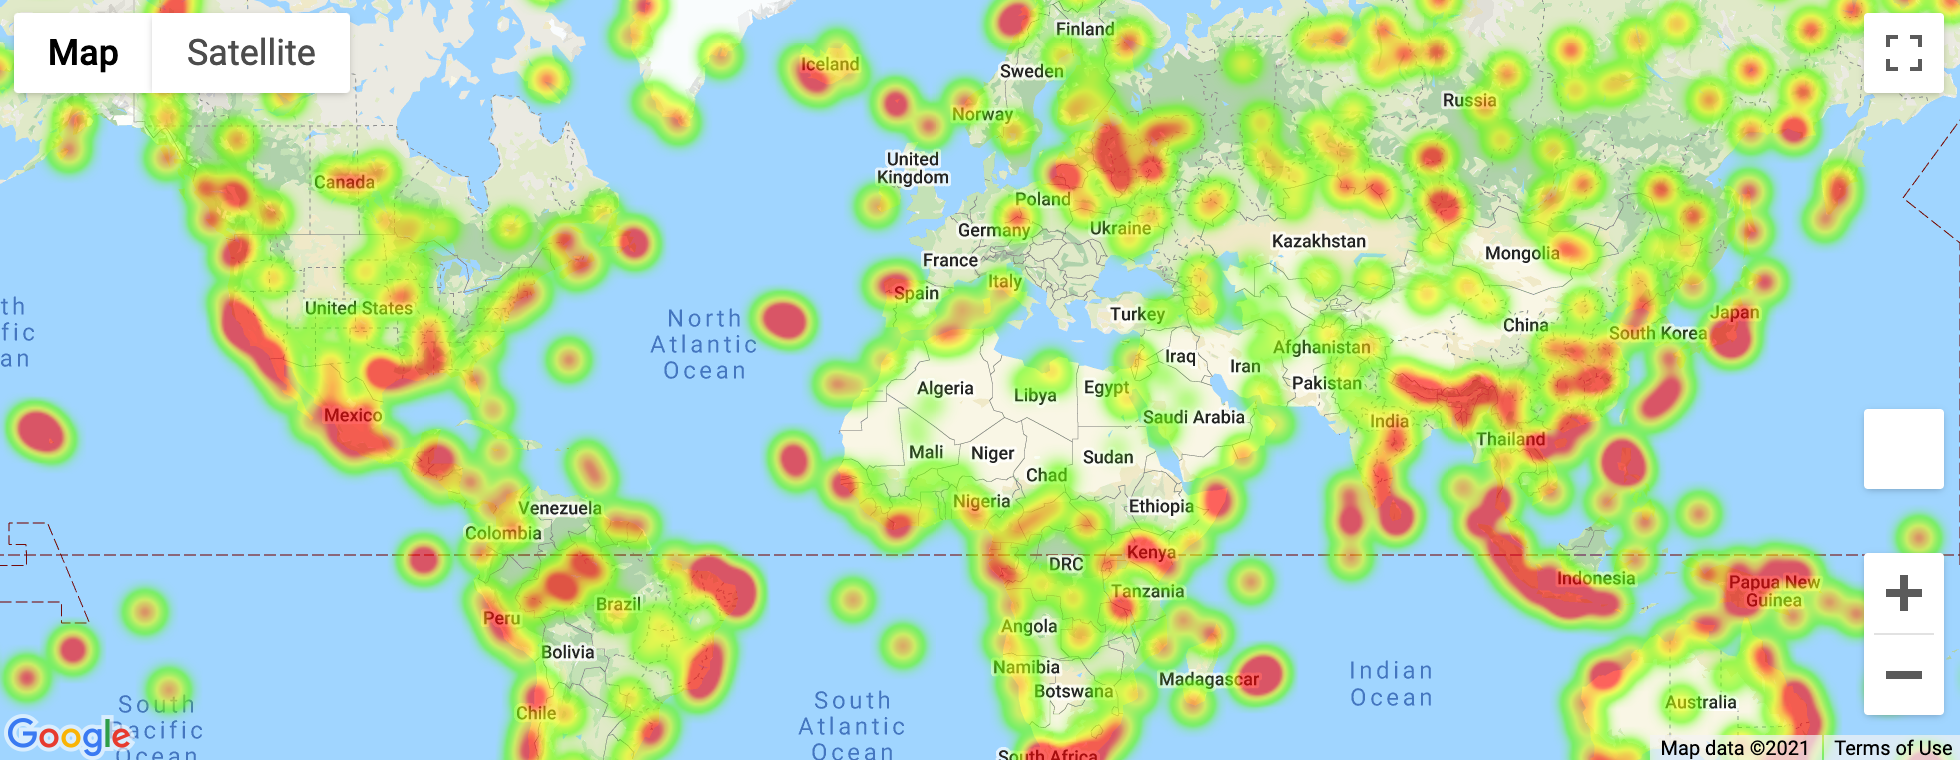 Map
Satellite
Finland
Iceland
Sweden
Russia
Norway
United
Kingdom
Canada
Poland
Ukraine
Germany
Kazakhstan
Mongolia
France
Italy
Spain
United States
th
fic
an
North
Atlantic
Ocean
Turkey
Japan
China
South Korea
Afghanistan
Iraq
Iran
Pakistan
Algeria
Libya
Egypt
Saudi Arabia
Mexico
India
Thailand
Mali
Niger
Sudan
Chad
Nigeria
Ethiopia
Venezuela
Colombia
Kenya
DRC
Indonesia
Papua New
Guinea
Tanzania
Brazil
Peru
Angola
Bolivia
Namibia
Botswana
Madagascar
Indian
Ocean
Australia
South
Pacific
Ocean
Chile
South
Atlantic
Ocean
South Africa
Google
Map data ©2021
Terms of Use